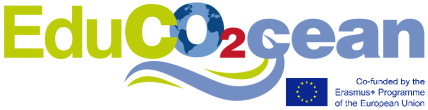 EduCO2cean
Co-funded by the
Erasmus+ Programme
of the European Union